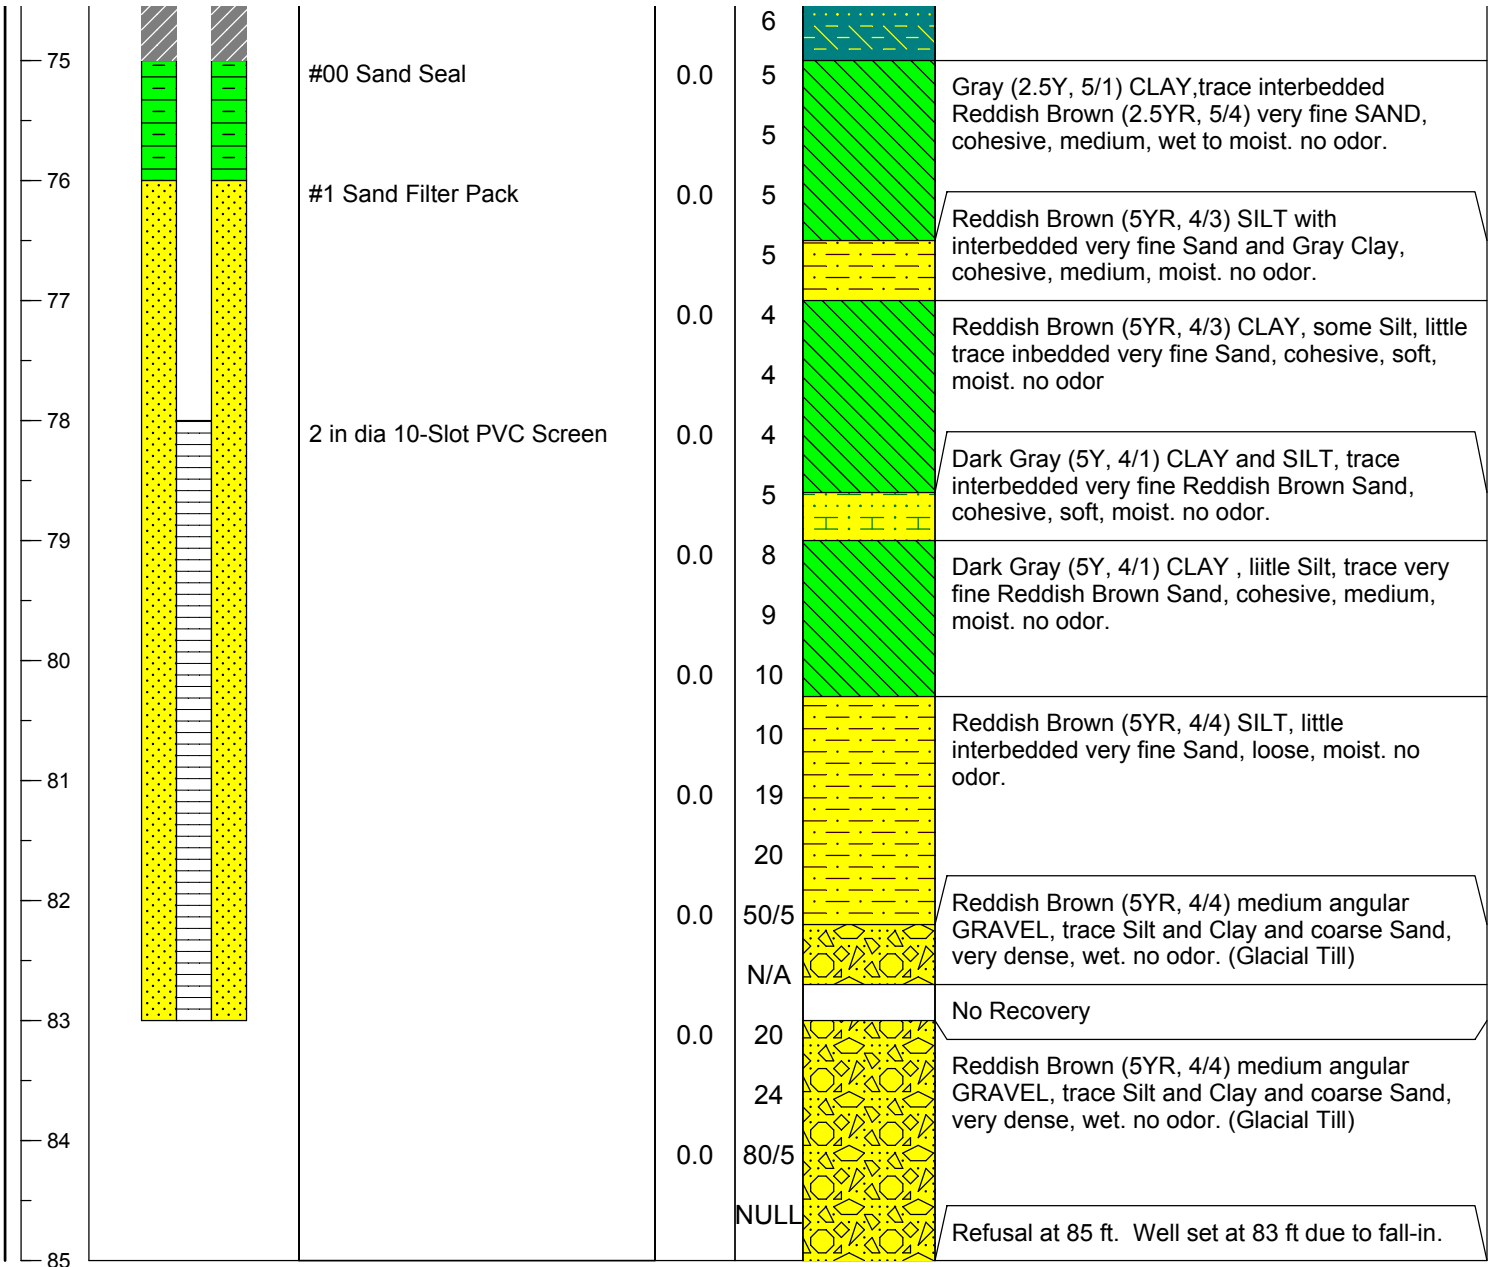 6
75
#00 Sand Seal
0.0
5
Gray (2.5Y, 5/1) CLAY,trace interbedded
Reddish Brown (2.5YR, 5/4) very fine SAND,
cohesive, medium, wet to moist. no odor.
5
76
#1 Sand Filter Pack
0.0
5
Reddish Brown (5YR, 4/3) SILT with
interbedded very fine Sand and Gray Clay,
cohesive, medium, moist. no odor.
5
77
0.0
4
Reddish Brown (5YR, 4/3) CLAY, some Silt, little
trace inbedded very fine Sand, cohesive, soft,
moist. no odor
4
78
2 in dia 10-Slot PVC Screen
0.0
4
Dark Gray (5Y, 4/1) CLAY and SILT, trace
interbedded very fine Reddish Brown Sand,
cohesive, soft, moist. no odor.
5
79
0.0
8
Dark Gray (5Y, 4/1) CLAY , liitle Silt, trace very
fine Reddish Brown Sand, cohesive, medium,
moist. no odor.
9
80
0.0
10
Reddish Brown (5YR, 4/4) SILT, little
interbedded very fine Sand, loose, moist. no
odor.
10
81
0.0
19
20
82
0.0
50/5
Reddish Brown (5YR, 4/4) medium angular
GRAVEL, trace Silt and Clay and coarse Sand,
very dense, wet. no odor. (Glacial Till)
N/A
No Recovery
83
0.0
20
Reddish Brown (5YR, 4/4) medium angular
GRAVEL, trace Silt and Clay and coarse Sand,
very dense, wet. no odor. (Glacial Till)
24
84
0.0
80/5
NULL
Refusal at 85 ft.  Well set at 83 ft due to fall-in.
85